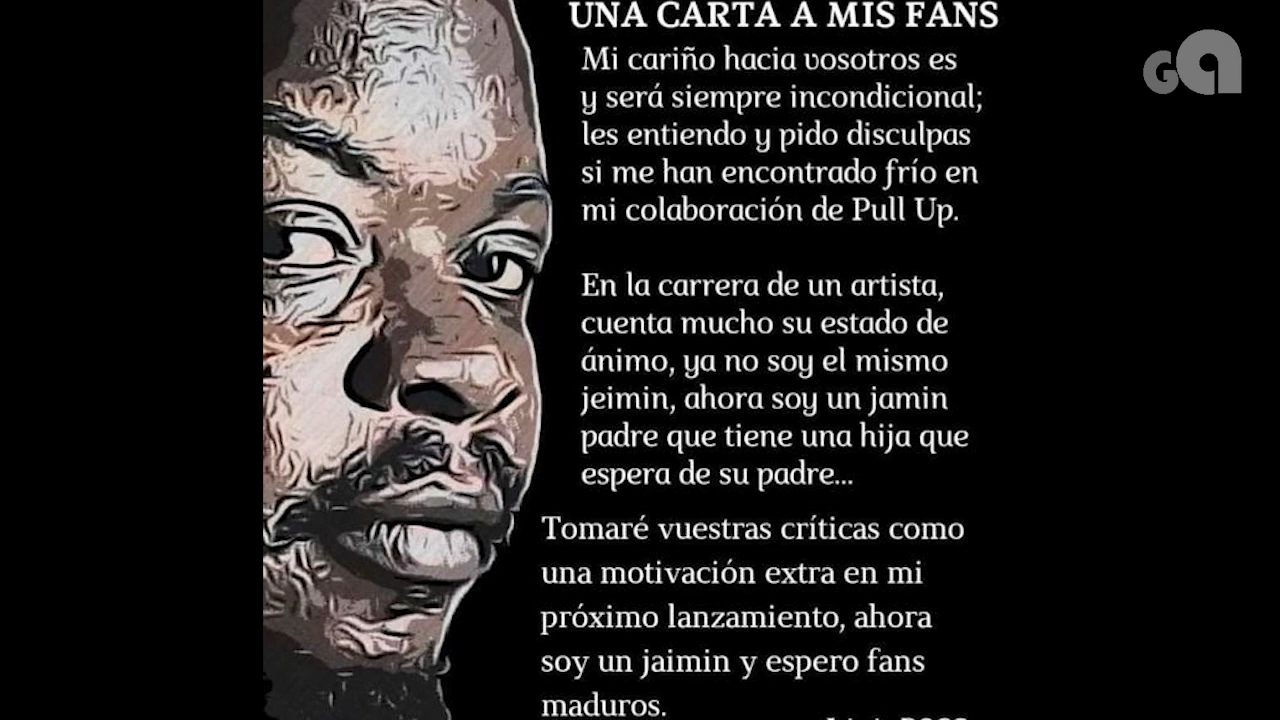 UNA CARTA A MIS FANS
Ga
Mi cariño hacia vosotros es
y será siempre incondicional;
les entiendo y pido disculpas
si me han encontrado frío en
mi colaboración de Pull Up.
En la carrera de un artista,
cuenta mucho su estado de
ánimo, ya no soy el mismo
jeimin, ahora soy un jamin
padre que tiene una hija que
espera de su padre...
Tomaré vuestras críticas como
una motivación extra en mi
próximo lanzamiento, ahora
soy un jaimin y espero fans
maduros.